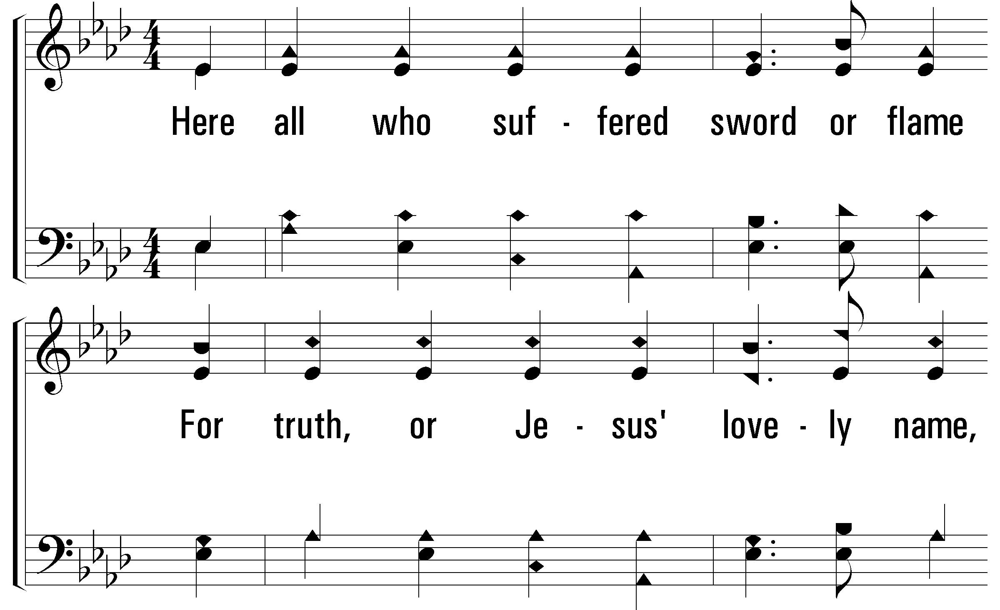 Here all who suf - fered sword or flame
For truth, or Je - sus' love - ly name,